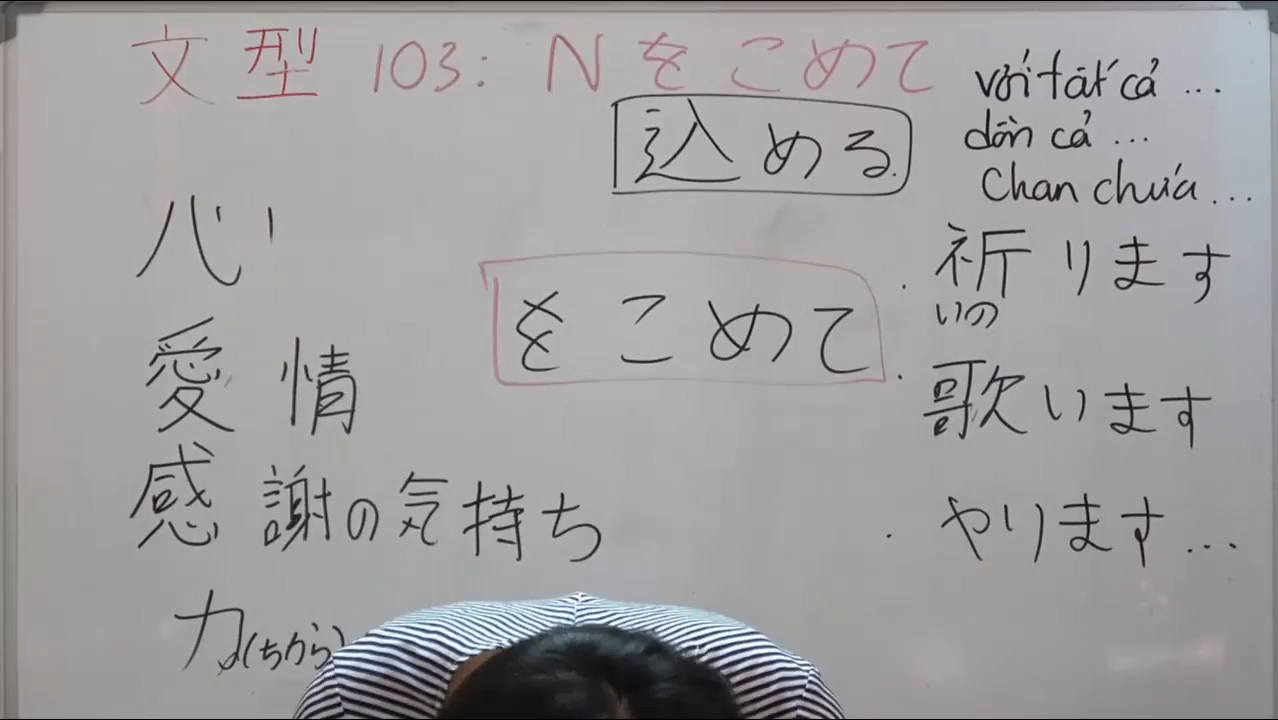 文型 103: Nをこめて
込める
với tất cả ...
dồn cả ...
Chan chứa ...
心
愛情
感謝の気持ち
力(ちから)
をこめて
・祈ります
いの
・歌います
・やります...